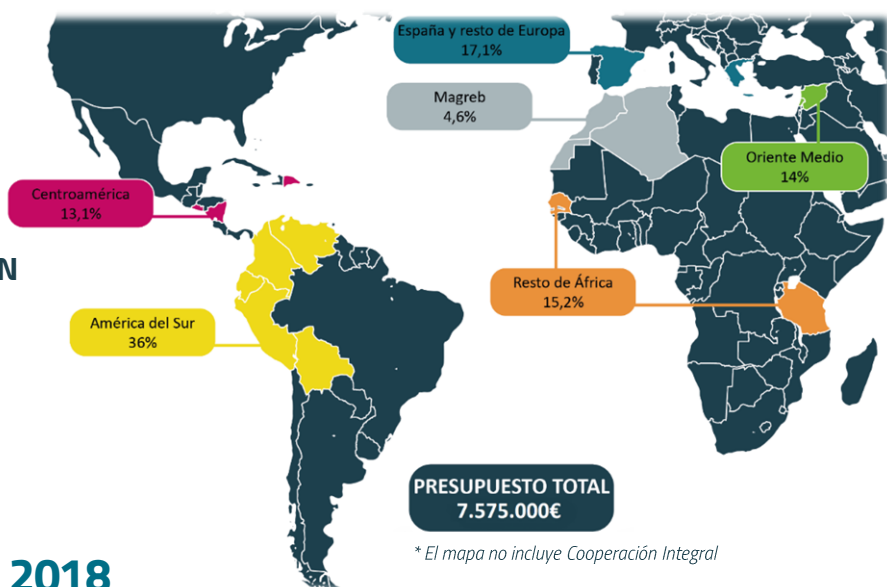 España y resto de Europa
17,1%
Magreb
4,6%
Oriente Medio
14%
Centroamérica
13,1%
N
Resto de África
15,2%
América del Sur
36%
PRESUPUESTO TOTAL
7.575.000€
* El mapa no incluye Cooperación Integral
2018